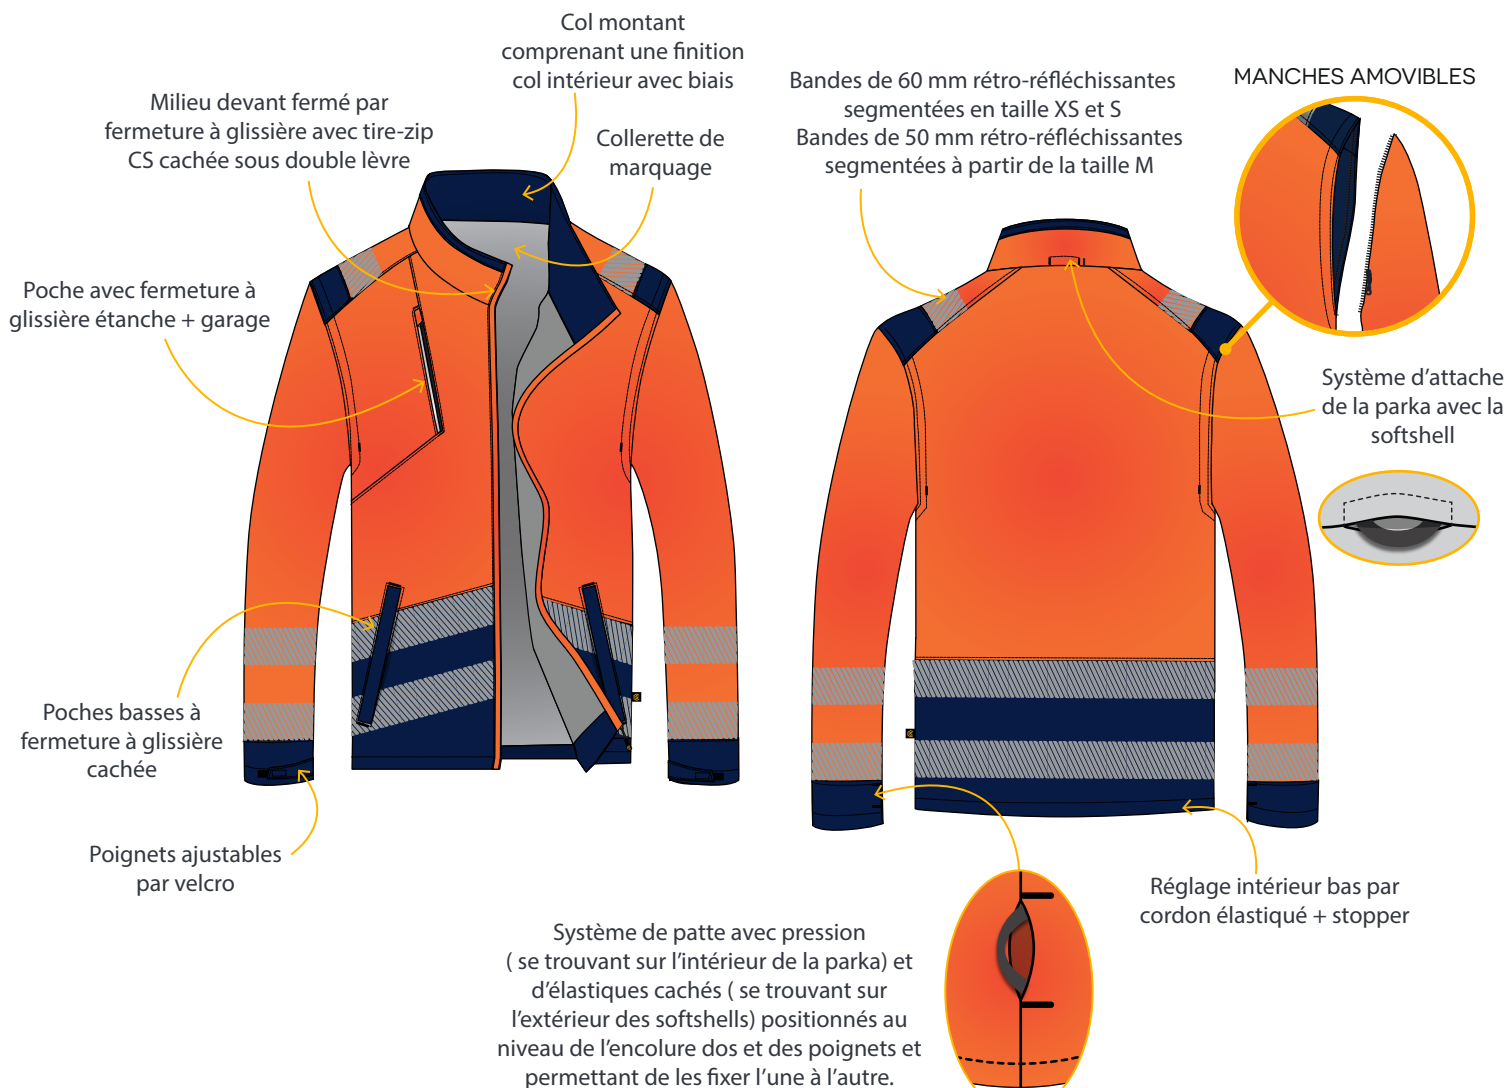 Col montant
comprenant une finition
col intérieur avec biais
Milieu devant fermé par
fermeture à glissière avec tire-zip
CS cachée sous double lèvre
Collerette de
marquage
Bandes de 60 mm rétro-réfléchissantes
segmentées en taille XS et S
Bandes de 50 mm rétro-réfléchissantes
segmentées à partir de la taille M
MANCHES AMOVIBLES
Poche avec fermeture à
glissière étanche + garage
Système d’attache
de la parka avec la
softshell
Poches basses à
fermeture à glissière
cachée
Poignets ajustables
par velcro
Réglage intérieur bas par
cordon élastiqué + stopper
Système de patte avec pression
( se trouvant sur l’intérieur de la parka) et
d’élastiques cachés ( se trouvant sur
l’extérieur des softshells) positionnés au
niveau de l’encolure dos et des poignets et
permettant de les fixer l’une à l’autre.